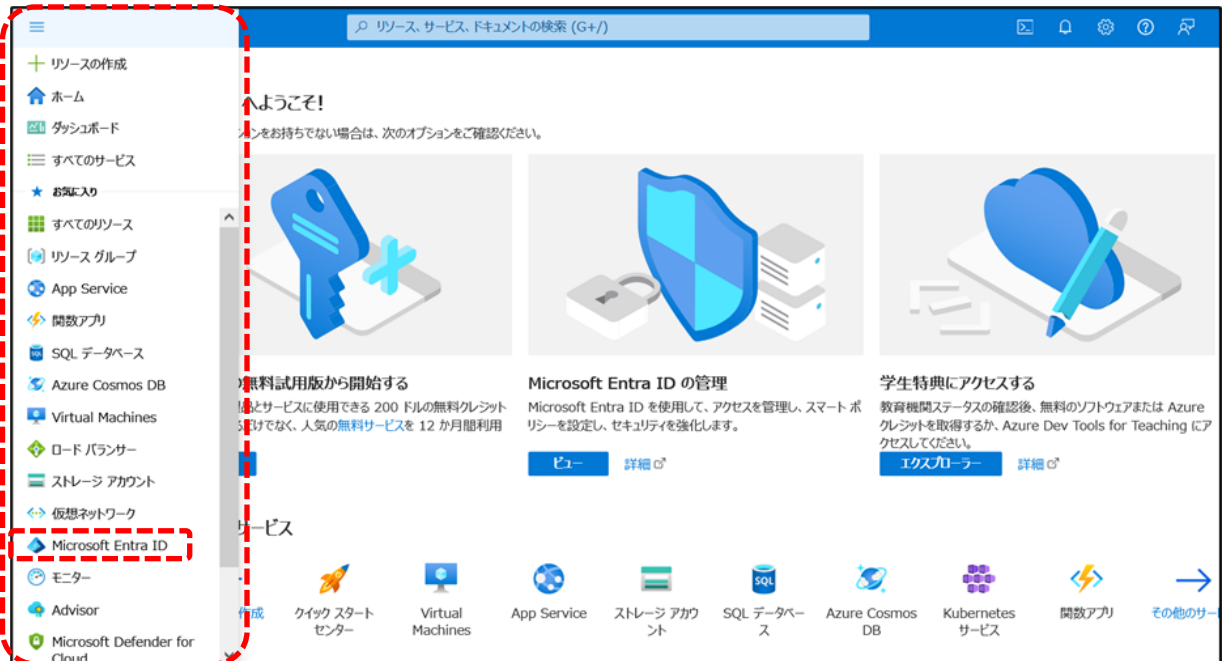 リソース、サービス、ドキュメントの検索 (G+/)
リソースの作成
ホーム
ダッシュボード
すべてのサービス
お気に入り
すべてのリソース
リソース グループ
App Service
関数アプリ
SQL データベース
Azure Cosmos DB
Virtual Machines
ロード バランサー
ストレージ アカウント
仮想ネットワーク
Microsoft Entra ID
モニター
Advisor
Microsoft Defender for
Cloud
へようこそ!
ションをお持ちでない場合は、次のオプションをご確認ください。
無料試用版から開始する
品とサービスに使用できる 200 ドルの無料クレジット
るだけでなく、人気の無料サービスを 12 か月間利用
Microsoft Entra ID の管理
Microsoft Entra ID を使用して、アクセスを管理し、スマート ポ
リシーを設定し、セキュリティを強化します。
ビュー
詳細
学生特典にアクセスする
教育機関ステータスの確認後、無料のソフトウェアまたは Azure
クレジットを取得するか、Azure Dev Tools for Teaching にア
クセスしてください。
エクスプローラー
詳細
サービス
作成
クイック スタート
センター
Virtual
Machines
App Service
ストレージ アカウ
ント
SQL データベー
ス
Azure Cosmos
DB
Kubernetes
サービス
関数アプリ
その他のサー